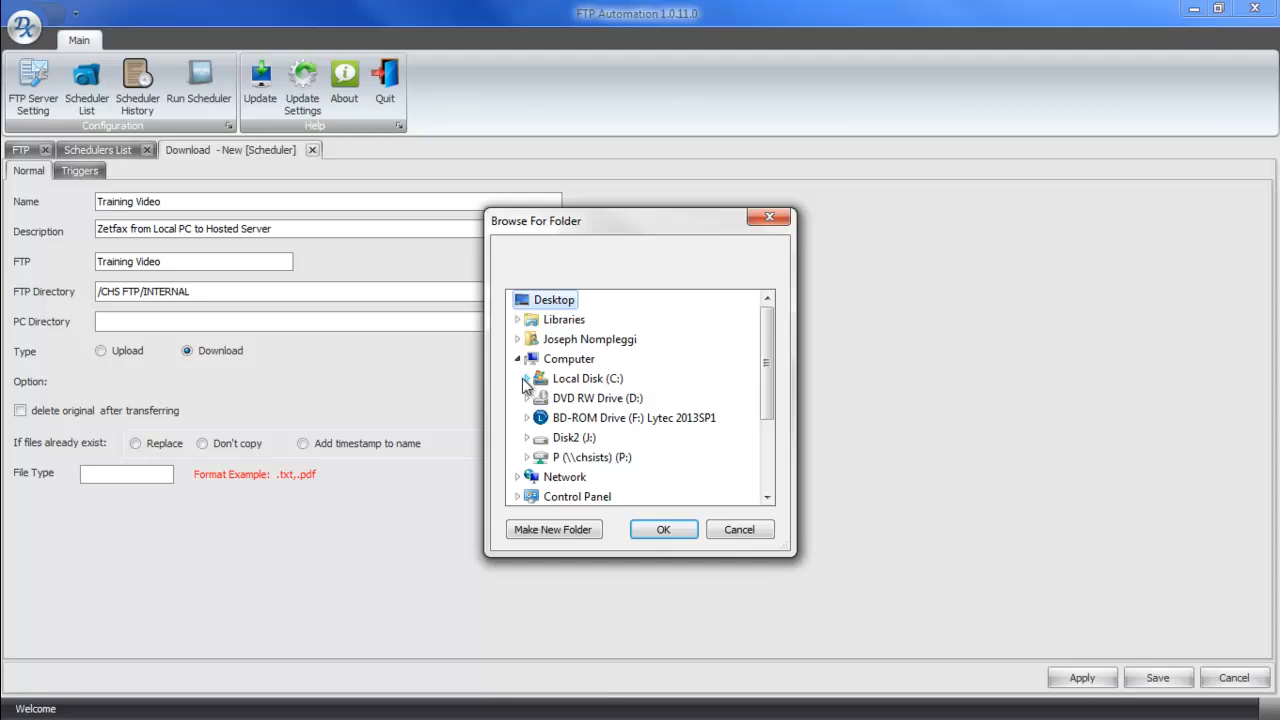 FTP Automation 1.0.11.0
Main
FTP Server Setting
Scheduler List
Scheduler History
Run Scheduler
Update
Update Settings
About
Quit
Configuration
Help
FTP
Schedulers List
Download - New [Scheduler]
Normal
Triggers
Name Training Video
Description Zetfax from Local PC to Hosted Server
FTP Training Video
FTP Directory /CHS FTP/INTERNAL
PC Directory
Type Upload Download
Option:
delete original after transferring
If files already exist: Replace Don't copy Add timestamp to name
File Type Format Example: .txt,.pdf
Browse For Folder
Desktop
Libraries
Joseph Nompleggi
Computer
Local Disk (C:)
DVD RW Drive (D:)
BD-ROM Drive (F:) Lytec 2013SP1
Disk2 (J:)
P (\\chsists) (P:)
Network
Control Panel
Make New Folder OK Cancel
Apply Save Cancel
Welcome